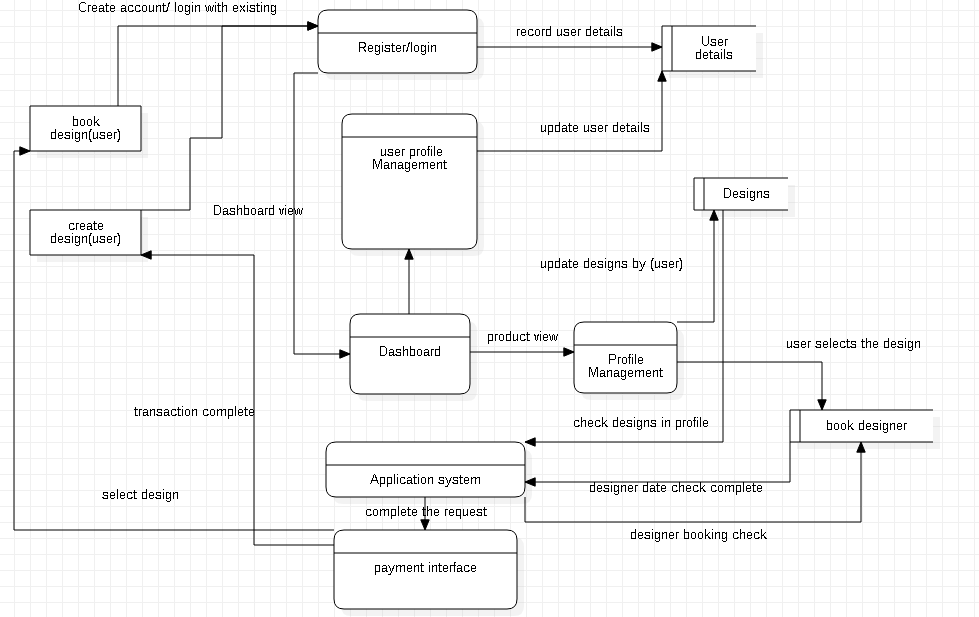 Create account/ login with existing
record user details
User
details
Register/login
book
design(user)
update user details
user profile
Management
Designs
Dashboard view
create
design(user)
update designs by (user)
product view
user selects the design
Dashboard
Profile
Management
transaction complete
check designs in profile
book designer
Application system
designer date check complete
select design
complete the request
designer booking check
payment interface